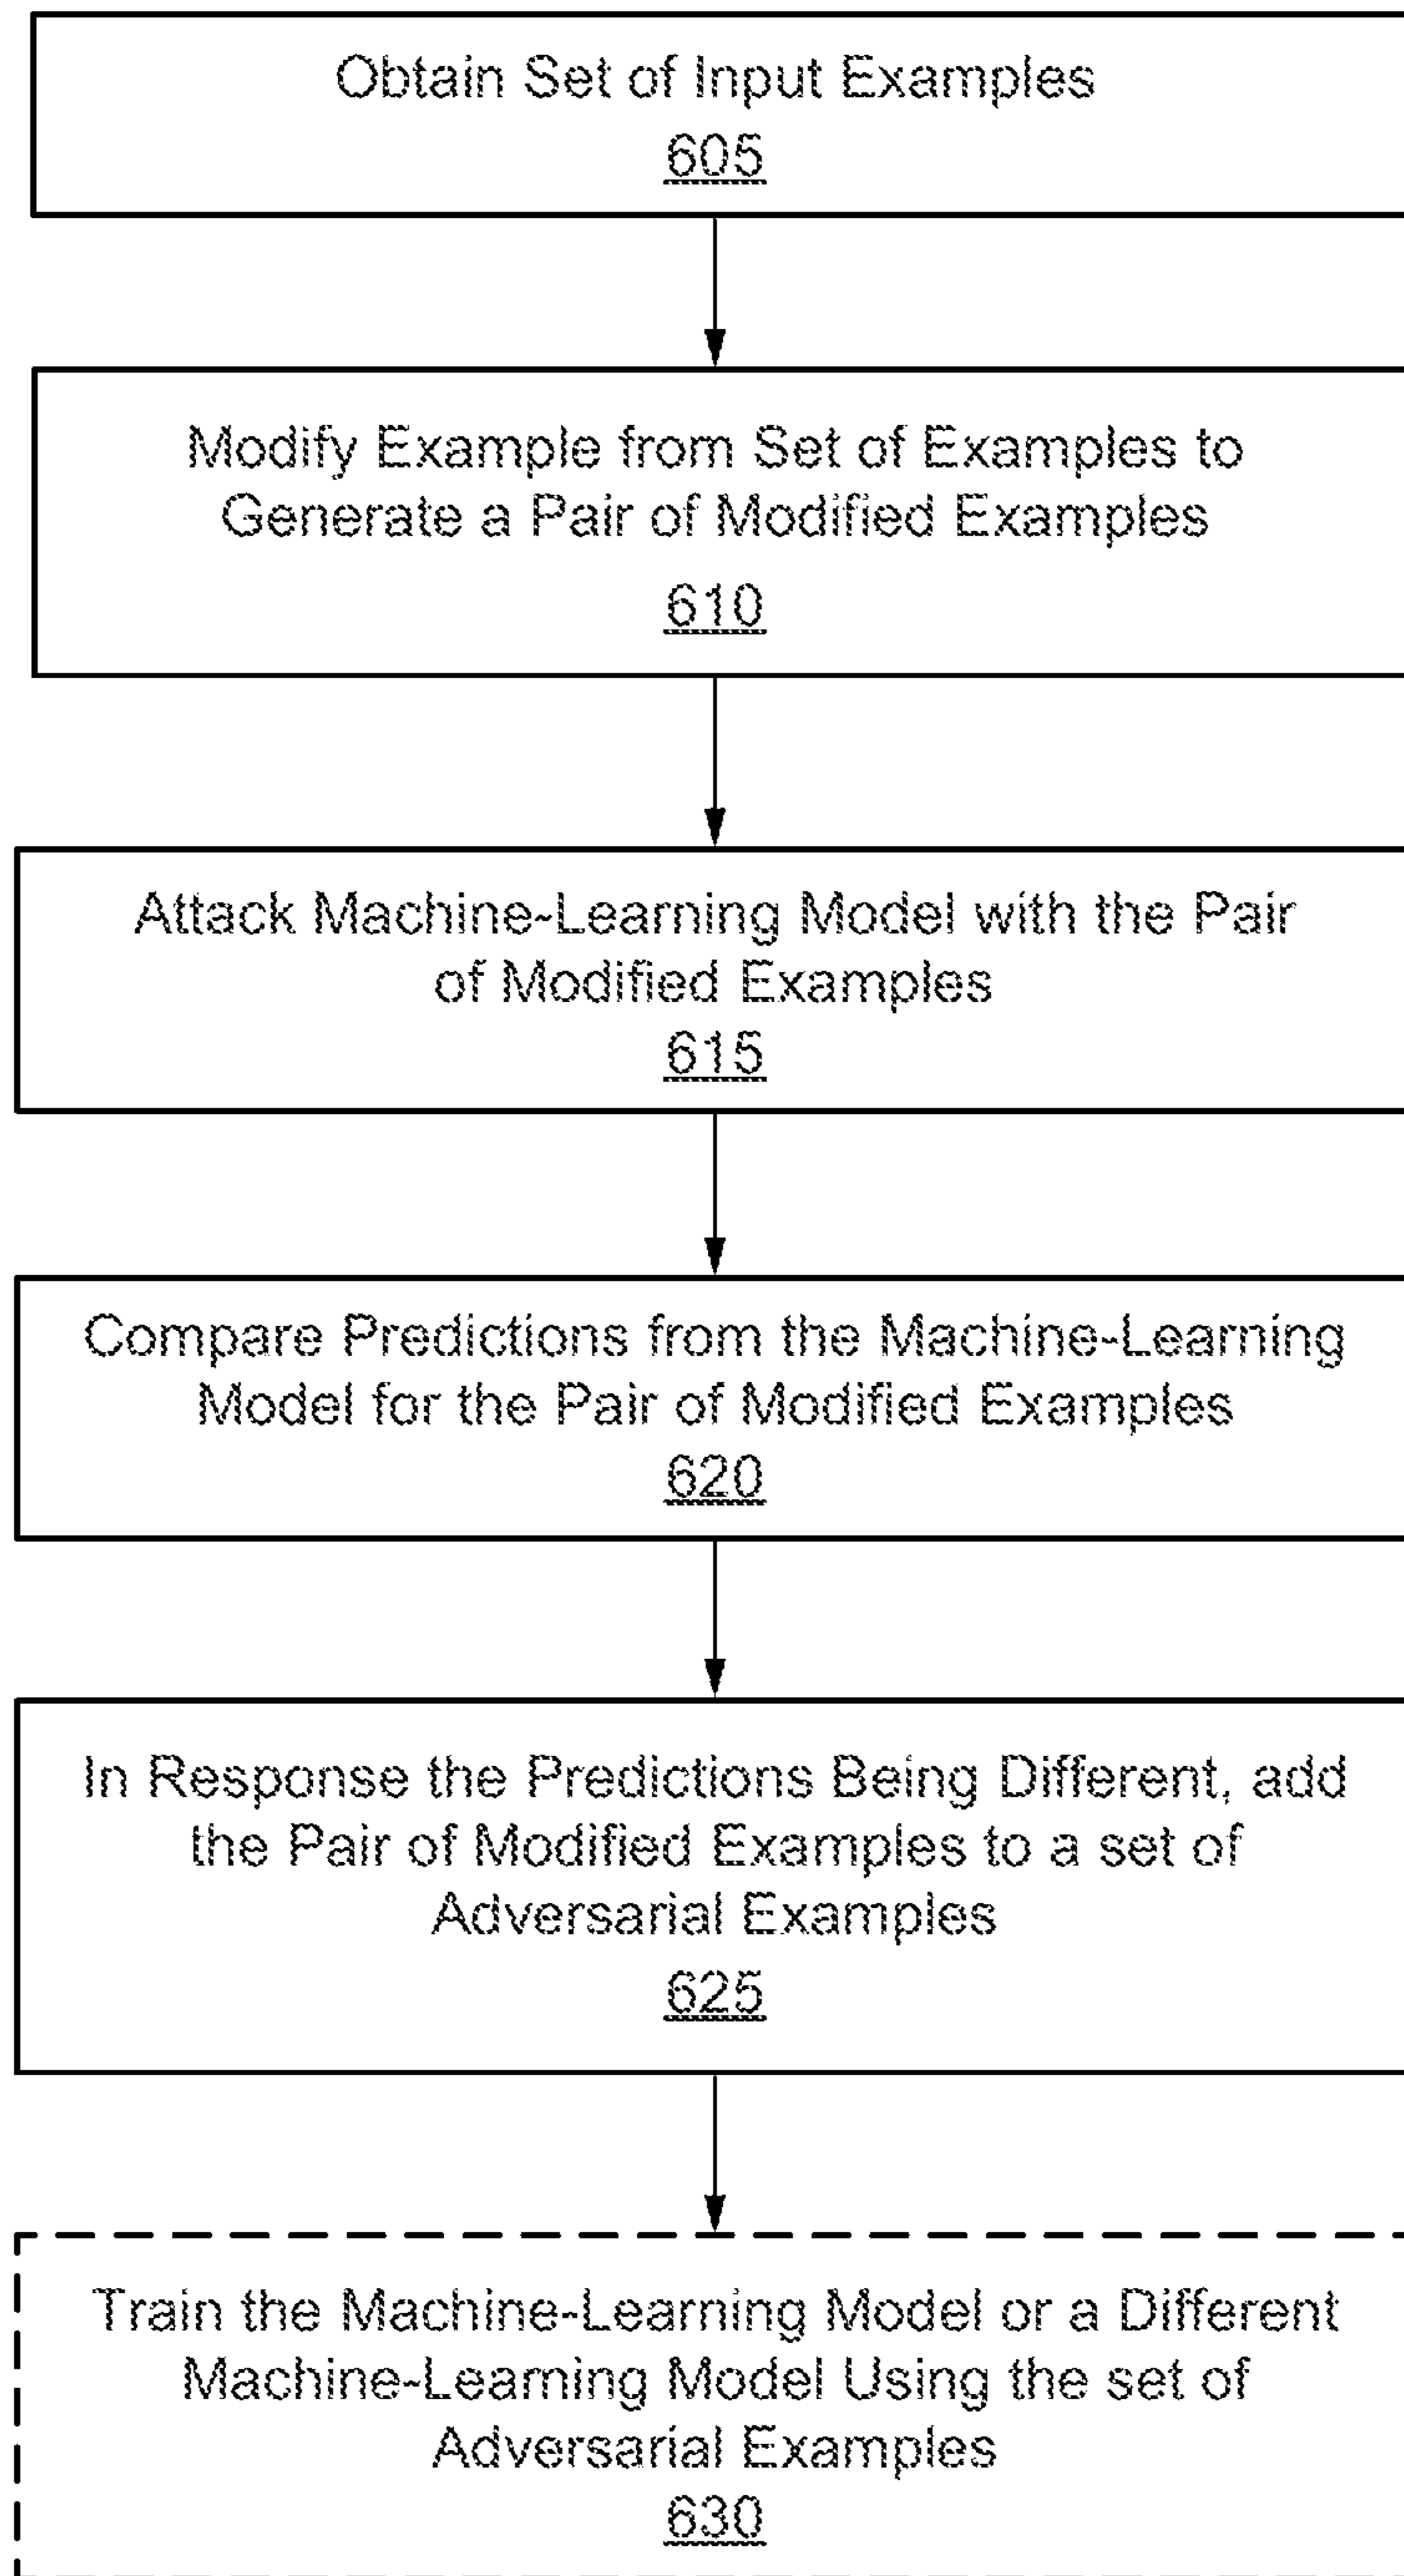 Obtain Set of Input Examples
605
Modify Example from Set of Examples to
Generate a Pair of Modified Examples
610
Attack Machine-Learning Model with the Pair
of Modified Examples
615
Compare Predictions from the Machine-Learning
Model for the Pair of Modified Examples
620
In Response the Predictions Being Different, add
the Pair of Modified Examples to a set of
Adversarial Examples
625
Train the Machine-Learning Model or a Different
Machine-Learning Model Using the set of
Adversarial Examples
630